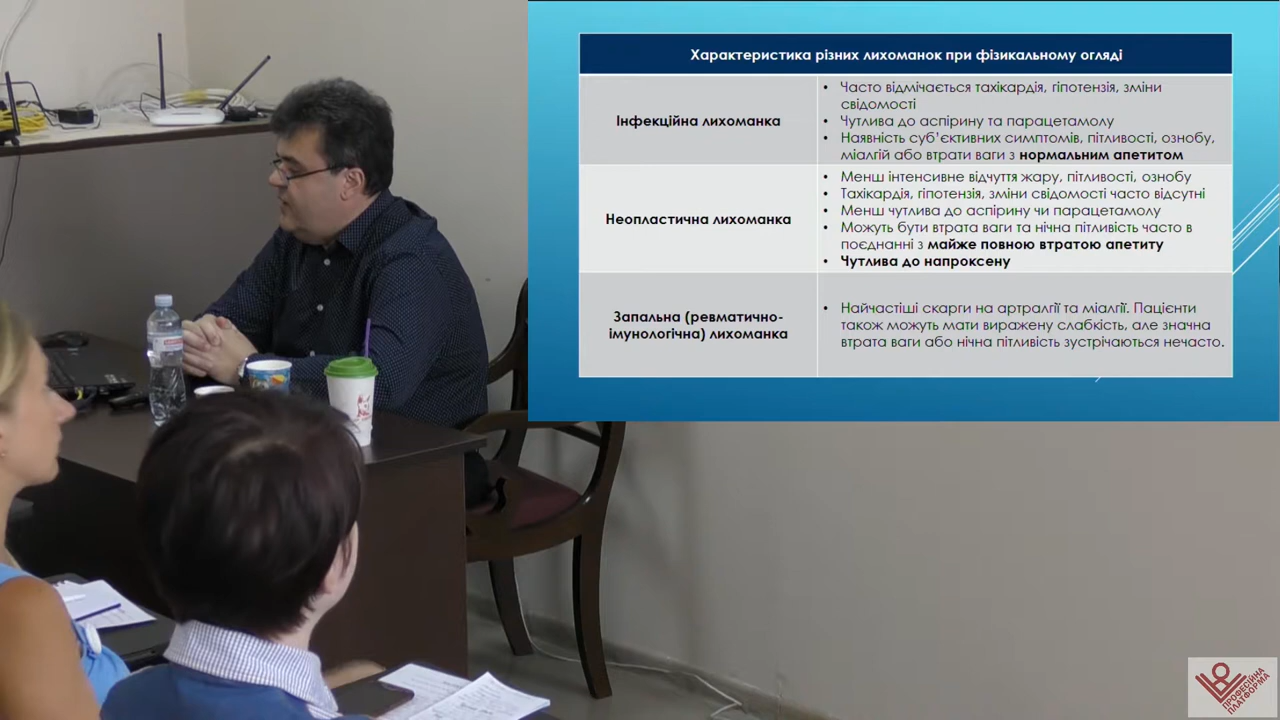 Характеристика різних лихоманок при фізикальному огляді
Інфекційна лихоманка
• Часто відмічається тахікардія, гіпотензія, зміни
свідомості
• Чутлива до аспірину та парацетамолу
• Наявність суб’єктивних симптомів, пітливості, ознобу,
міалгій або втрати ваги з нормальним апетитом
Неопластична лихоманка
• Менш інтенсивне відчуття жару, пітливості, ознобу
• Тахікардія, гіпотензія, зміни свідомості часто відсутні
• Менш чутлива до аспірину чи парацетамолу
• Можуть бути втрата ваги та нічна пітливість часто в
поєднанні з майже повною втратою апетиту
• Чутлива до напроксену
Запальна (ревматично-
імунологічна) лихоманка
• Найчастіші скарги на артралгії та міалгії. Пацієнти
також можуть мати виражену слабкість, але значна
втрата ваги або нічна пітливість зустрічаються нечасто.
ПРОФЕСІЙНА
ПЛАТФОРМА